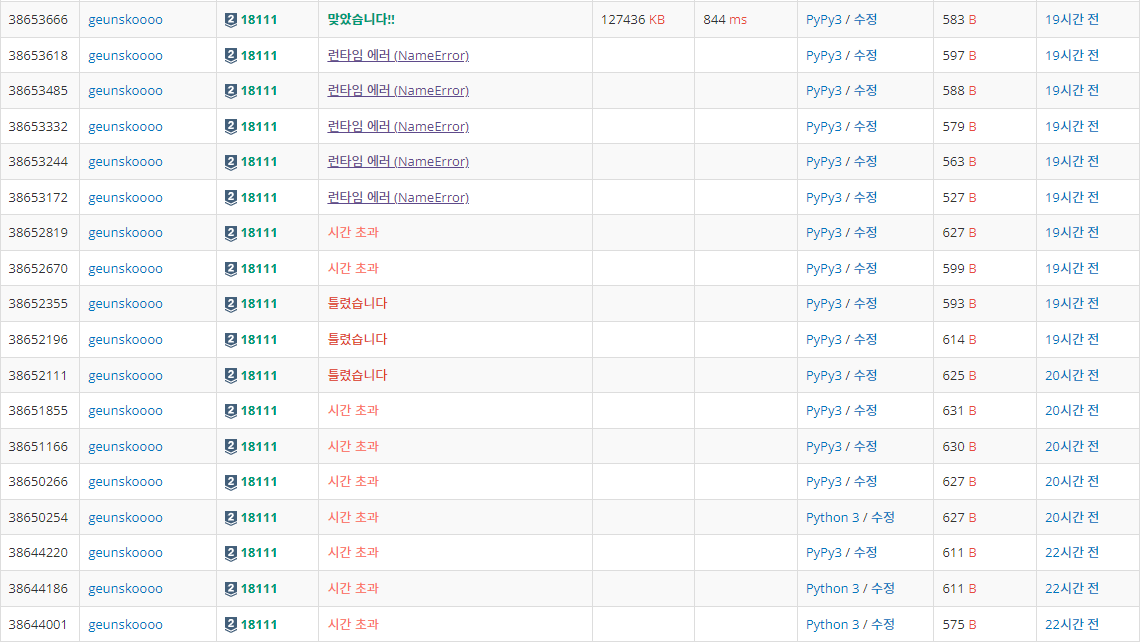 38653666 geunskoooo 2 18111 맞았습니다!! 127436 KB 844 ms PyPy3 / 수정 583 B 19시간 전
38653618 geunskoooo 2 18111 런타임 에러 (NameError) PyPy3 / 수정 597 B 19시간 전
38653485 geunskoooo 2 18111 런타임 에러 (NameError) PyPy3 / 수정 588 B 19시간 전
38653332 geunskoooo 2 18111 런타임 에러 (NameError) PyPy3 / 수정 579 B 19시간 전
38653244 geunskoooo 2 18111 런타임 에러 (NameError) PyPy3 / 수정 563 B 19시간 전
38653172 geunskoooo 2 18111 런타임 에러 (NameError) PyPy3 / 수정 527 B 19시간 전
38652819 geunskoooo 2 18111 시간 초과 PyPy3 / 수정 627 B 19시간 전
38652670 geunskoooo 2 18111 시간 초과 PyPy3 / 수정 599 B 19시간 전
38652355 geunskoooo 2 18111 틀렸습니다 PyPy3 / 수정 593 B 19시간 전
38652196 geunskoooo 2 18111 틀렸습니다 PyPy3 / 수정 614 B 19시간 전
38652111 geunskoooo 2 18111 틀렸습니다 PyPy3 / 수정 625 B 20시간 전
38651855 geunskoooo 2 18111 시간 초과 PyPy3 / 수정 631 B 20시간 전
38651166 geunskoooo 2 18111 시간 초과 PyPy3 / 수정 630 B 20시간 전
38650266 geunskoooo 2 18111 시간 초과 PyPy3 / 수정 627 B 20시간 전
38650254 geunskoooo 2 18111 시간 초과 Python 3 / 수정 627 B 20시간 전
38644220 geunskoooo 2 18111 시간 초과 PyPy3 / 수정 611 B 22시간 전
38644186 geunskoooo 2 18111 시간 초과 Python 3 / 수정 611 B 22시간 전
38644001 geunskoooo 2 18111 시간 초과 Python 3 / 수정 575 B 22시간 전